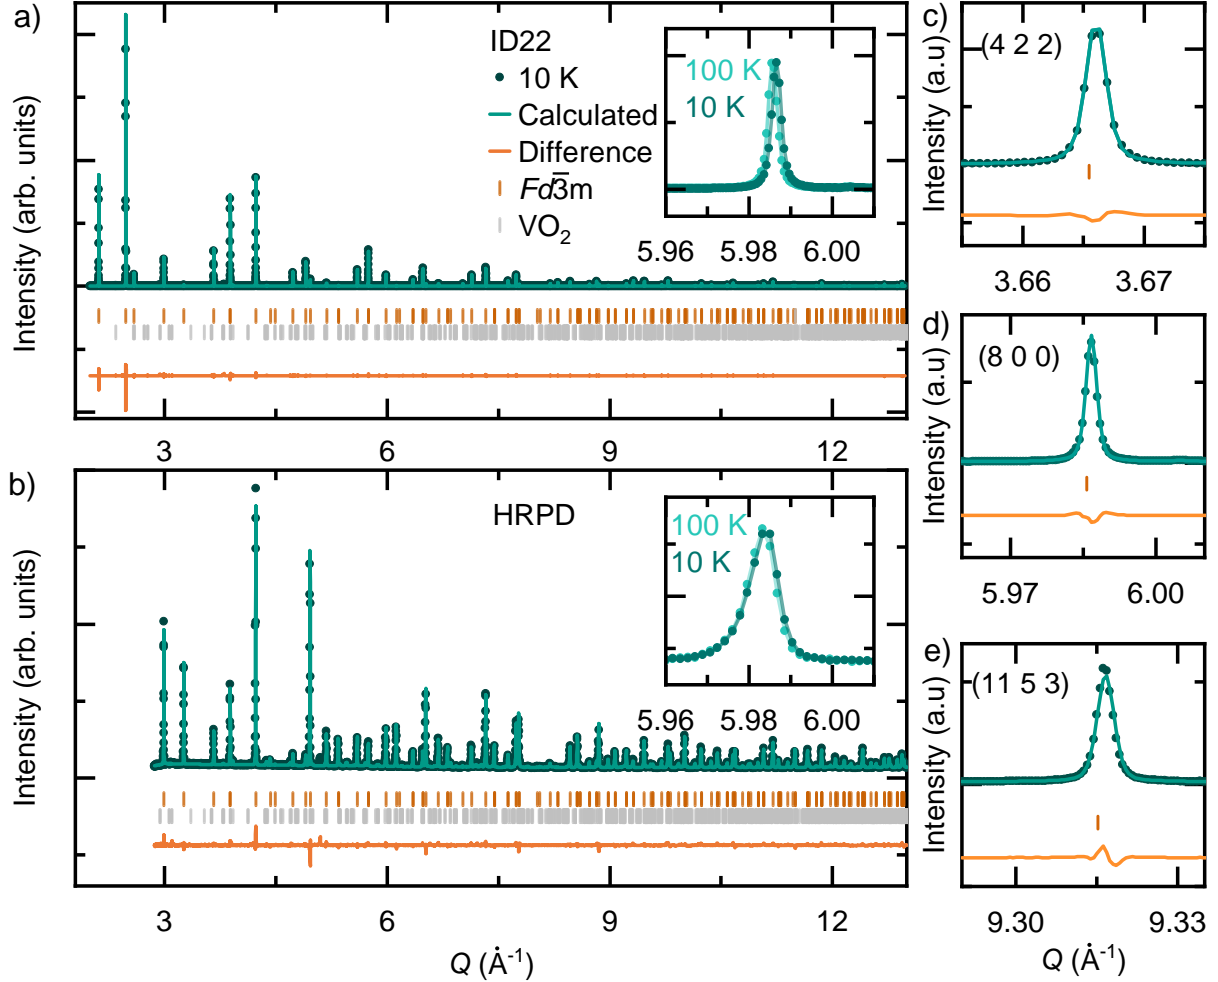 a)
ID22
10 K
Calculated
Difference
Fd3̅m
VO₂
100 K
10 K
5.96 5.98 6.00
Intensity (arb. units)
3 6 9 12
b)
HRPD
100 K
10 K
5.96 5.98 6.00
Intensity (arb. units)
3 6 9 12
Q (Å⁻¹)
c)
(4 2 2)
Intensity (a.u)
3.66 3.67
d)
(8 0 0)
Intensity (a.u)
5.97 6.00
e)
(11 5 3)
Intensity (a.u)
9.30 9.33
Q (Å⁻¹)